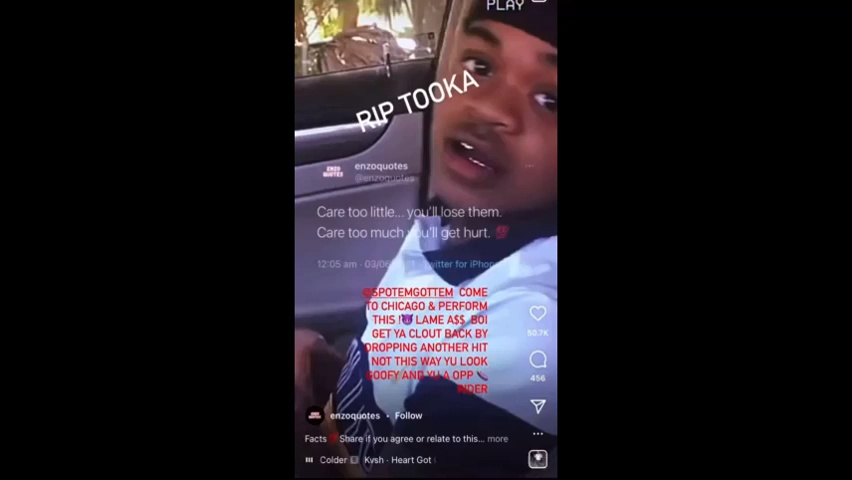 PLAY
RIP TOOKA
enzoquotes
@enzoquotes
Care too little... you'll lose them.
Care too much you'll get hurt. 💯
12:05 am · 03/06 Twitter for iPhon
@SPOTEMGOTTEM COME
TO CHICAGO & PERFORM
THIS !😈 LAME A$$ BOI
GET YA CLOUT BACK BY
DROPPING ANOTHER HIT
NOT THIS WAY YU LOOK
GOOFY AND YU A OPP
RIDER
50.7K
456
enzoquotes • Follow
Facts 💯Share if you agree or relate to this... more
Colder E Kvsh · Heart Got